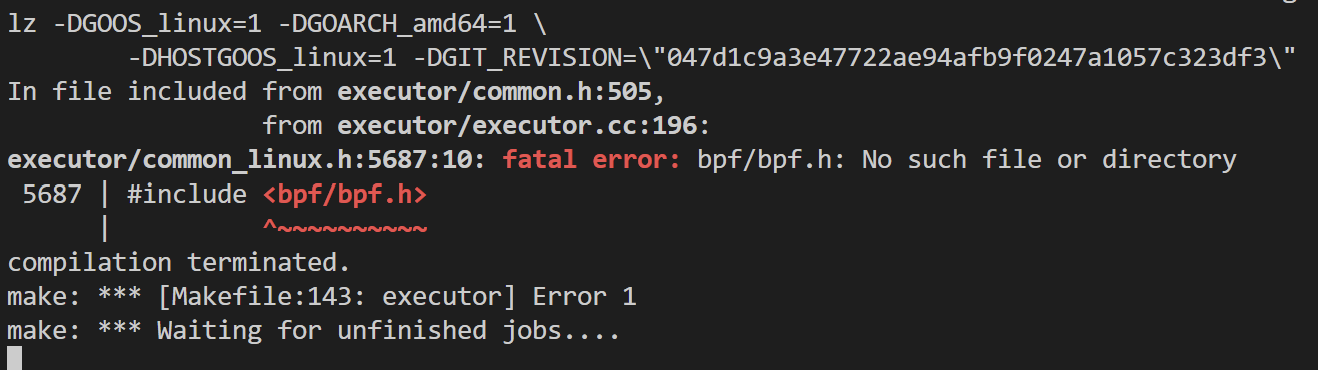 lz -DGOOS_linux=1 -DGOARCH_amd64=1 \
        -DHOSTGOOS_linux=1 -DGIT_REVISION=\"047d1c9a3e47722ae94afb9f0247a1057c323df3\"
In file included from executor/common.h:505,
                 from executor/executor.cc:196:
executor/common_linux.h:5687:10: fatal error: bpf/bpf.h: No such file or directory
 5687 | #include <bpf/bpf.h>
      |          ^~~~~~~~~~~
compilation terminated.
make: *** [Makefile:143: executor] Error 1
make: *** Waiting for unfinished jobs....